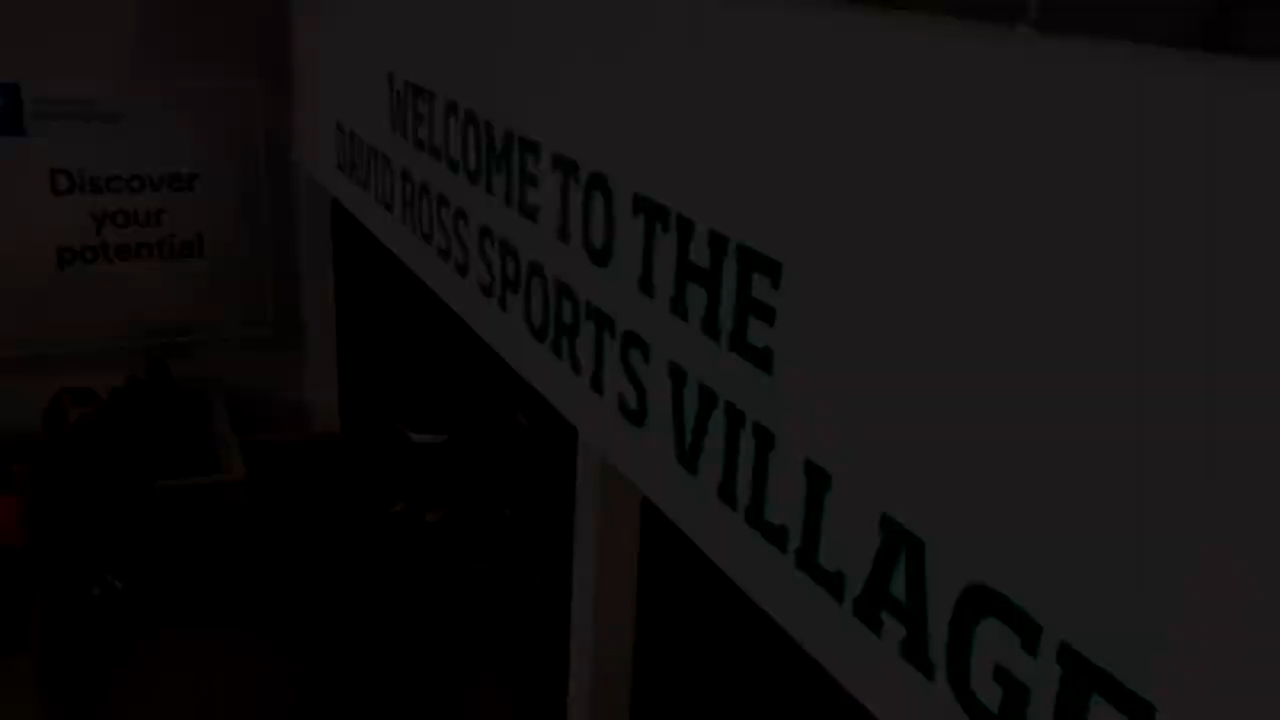 Discover
your
potential
WELCOME TO THE
DAVID ROSS SPORTS VILLAGE